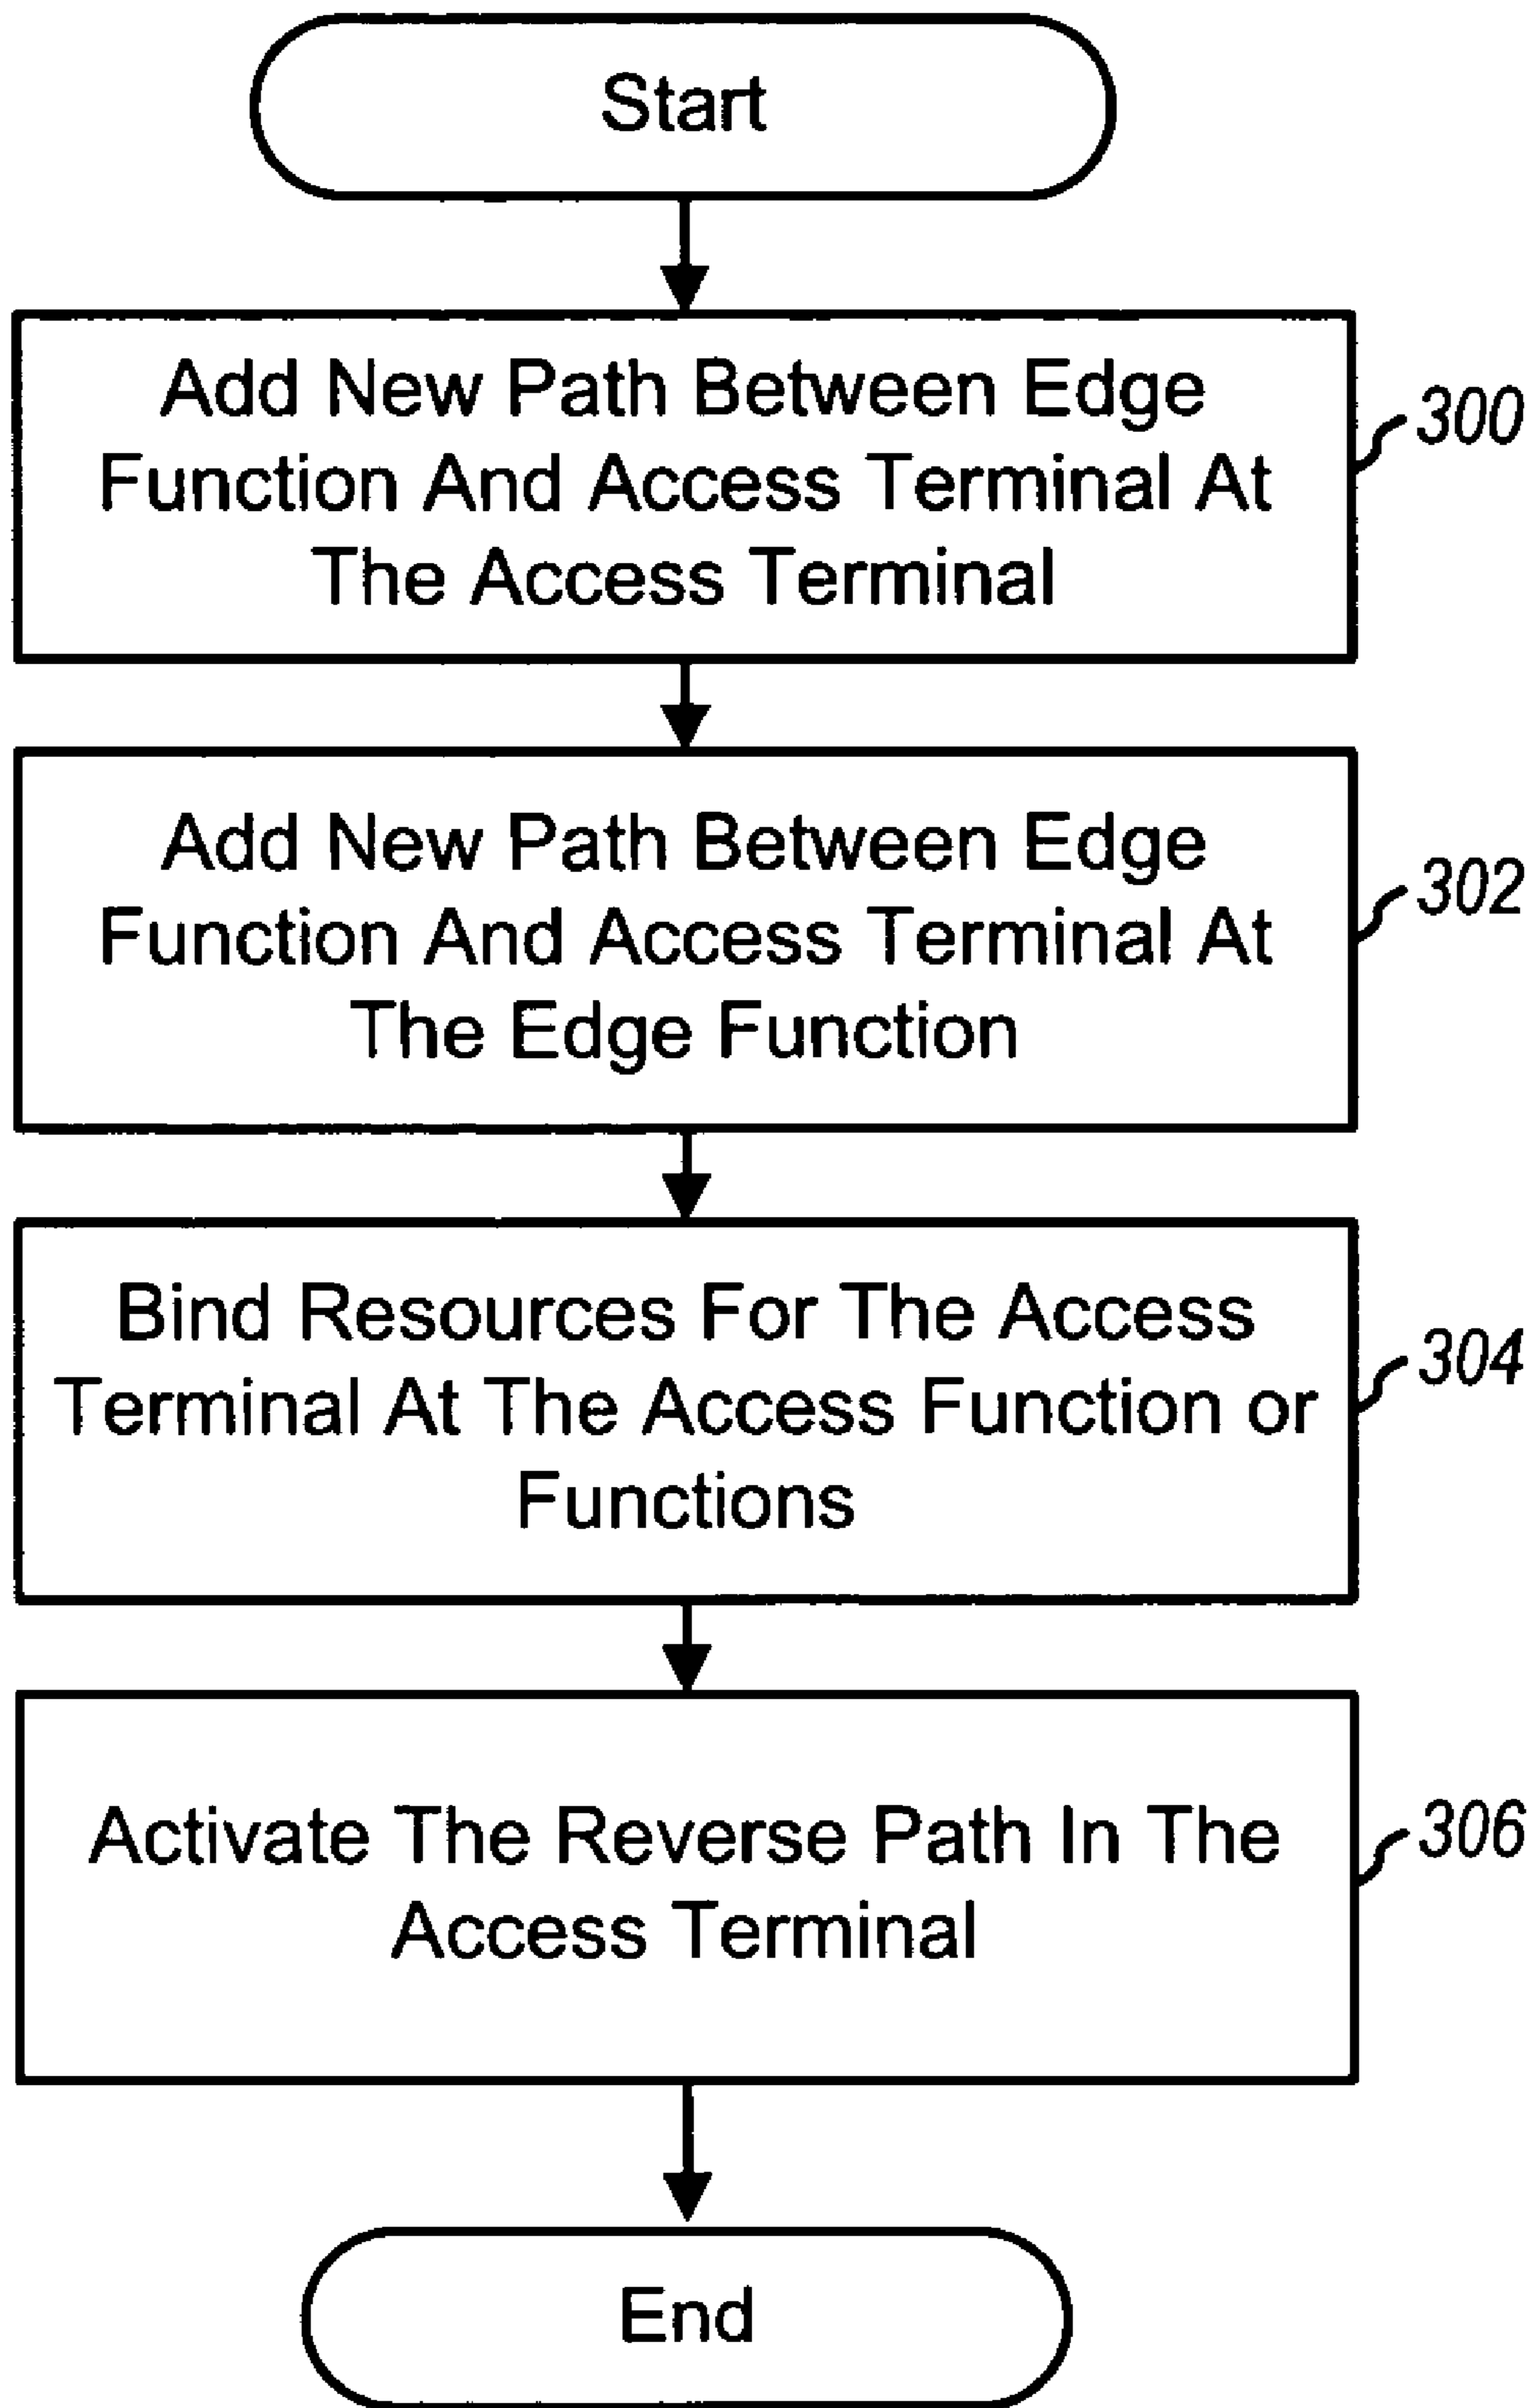 Start
Add New Path Between Edge
Function And Access Terminal At
The Access Terminal
300
Add New Path Between Edge
Function And Access Terminal At
The Edge Function
302
Bind Resources For The Access
Terminal At The Access Function or
Functions
304
Activate The Reverse Path In The
Access Terminal
306
End